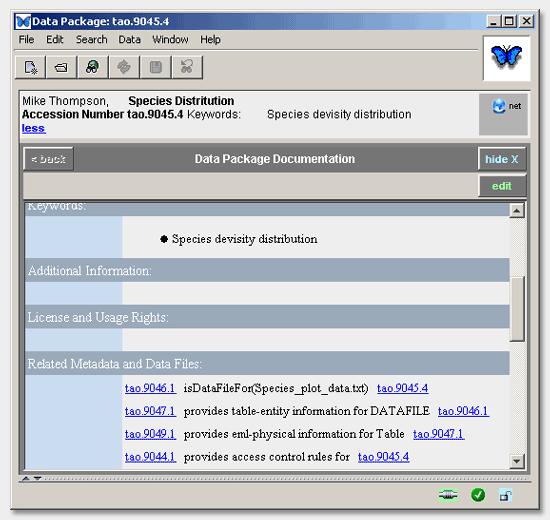 Data Package: tao.9045.4
File Edit Search Data Window Help
Mike Thompson, Species Distritution
Accession Number tao.9045.4 Keywords: Species devisity distribution
less
net
< back Data Package Documentation hide X
edit
Keywords:
Species devisity distribution
Additional Information:
License and Usage Rights:
Related Metadata and Data Files:
tao.9046.1 isDataFileFor(Species_plot_data.txt) tao.9045.4
tao.9047.1 provides table-entity information for DATAFILE tao.9046.1
tao.9049.1 provides eml-physical information for Table tao.9047.1
tao.9044.1 provides access control rules for tao.9045.4